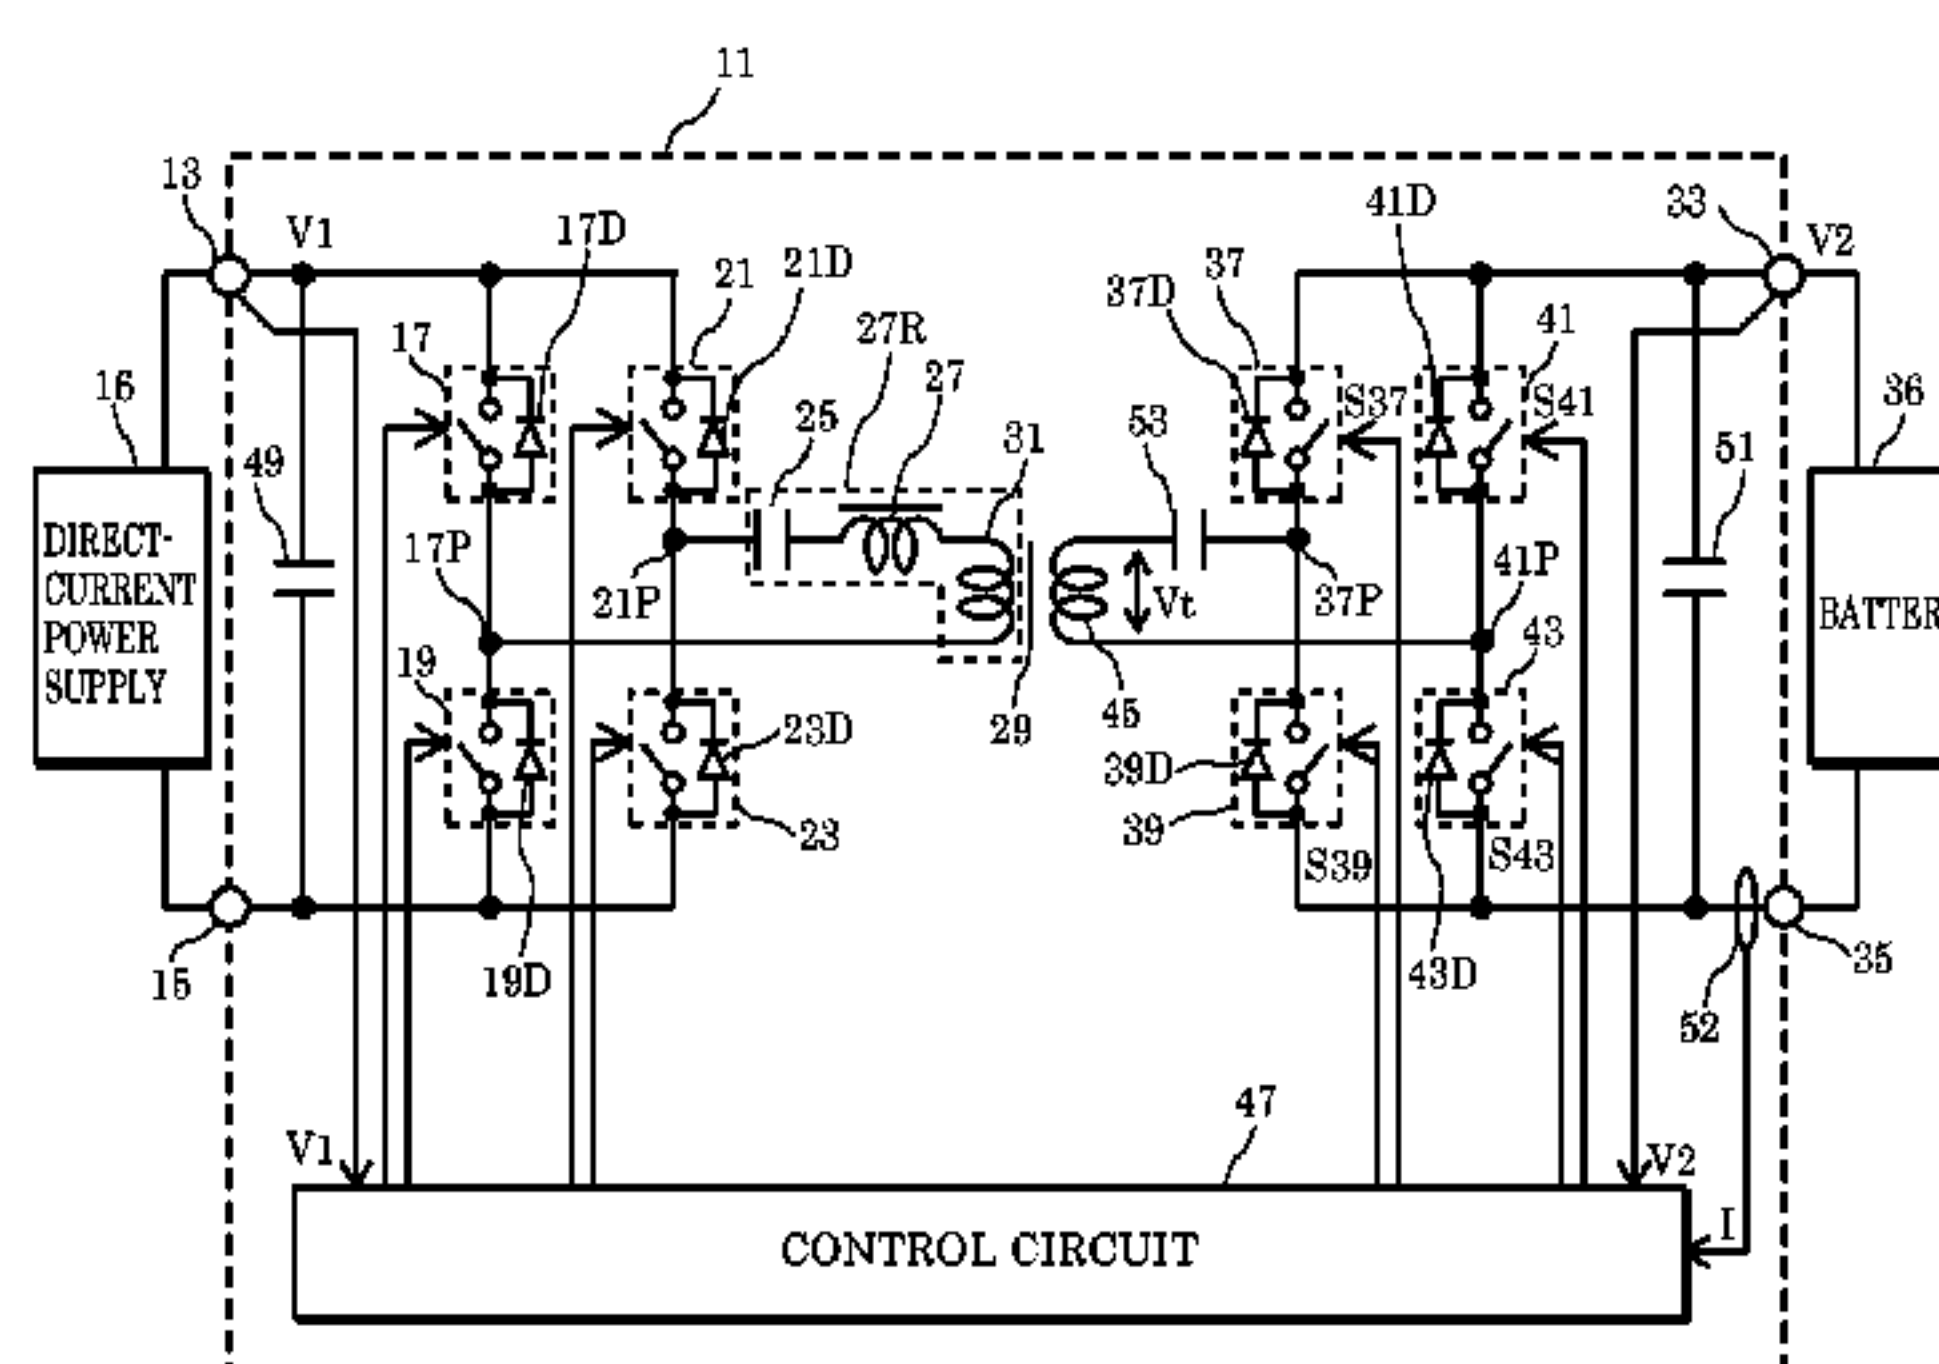 11
13
V1
17D
21
21D
27R
27
17
16
25
31
49
DIRECT-
CURRENT
POWER
SUPPLY
17P
21P
19
29
23D
23
19D
15
41D
33
V2
37
37D
41
S37
S41
36
53
51
Vt
37P
41P
BATTER
43
45
39D
39
S39
S43
43D
35
52
47
V1
V2
I
CONTROL CIRCUIT